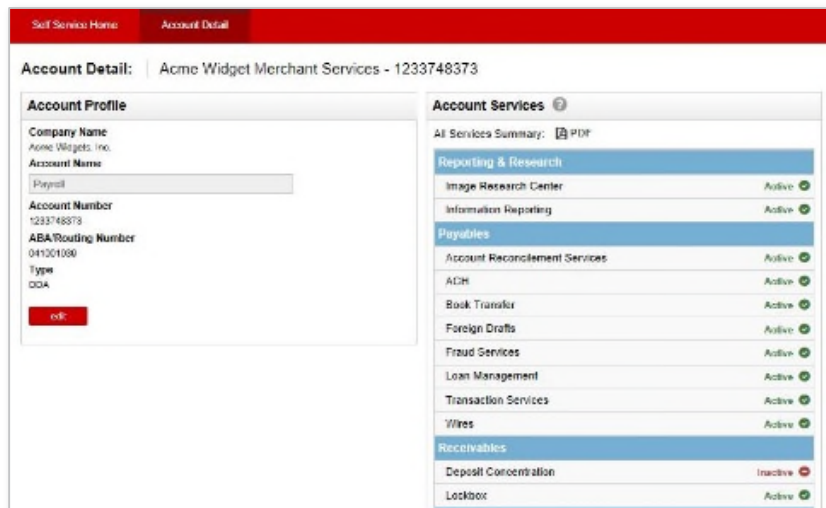 Self Service Home Account Detail
Account Detail: Acme Widget Merchant Services - 1233748373
Account Profile
Company Name
Acme Widgets, Inc.
Account Name
Payroll
Account Number
1233748373
ABA/Routing Number
041001039
Type
DDA
edit
Account Services ?
All Services Summary: PDF
Reporting & Research
Image Research Center Active
Information Reporting Active
Payables
Account Reconcilement Services Active
ACH Active
Book Transfer Active
Foreign Drafts Active
Fraud Services Active
Loan Management Active
Transaction Services Active
Wires Active
Receivables
Deposit Concentration Inactive
Lockbox Active